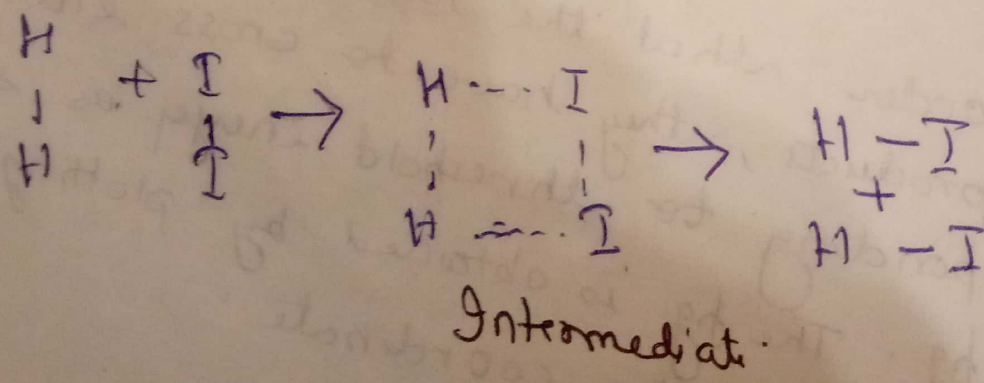 H
+ I
H ---- I
H - I
H
I
+
H ----- I
H - I
Intermediat.